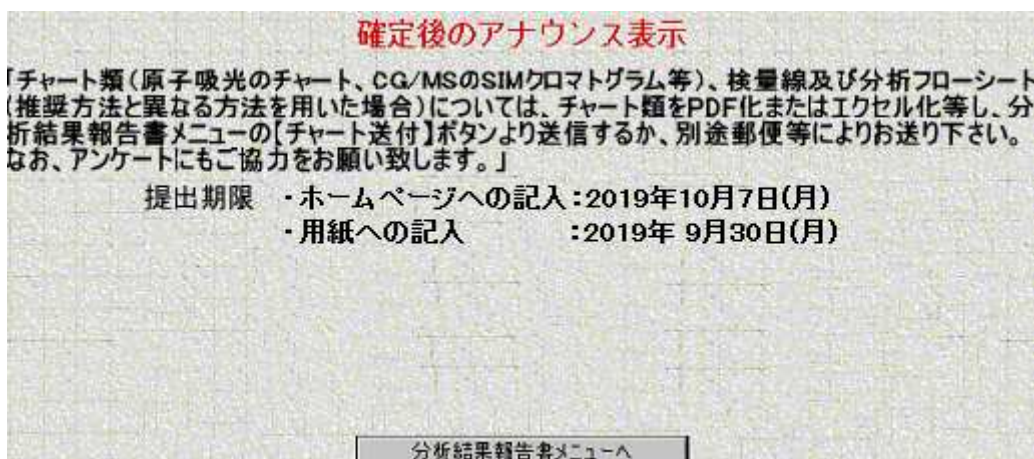 確定後のアナウンス表示
「チャート類(原子吸光のチャート、CG/MSのSIMクロマトグラム等)、検量線及び分析フローシート
(推奨方法と異なる方法を用いた場合)については、チャート類をPDF化またはエクセル化等し、分
析結果報告書メニューの【チャート送付】ボタンより送信するか、別途郵便等によりお送り下さい。
なお、アンケートにもご協力をお願い致します。」
提出期限 ・ホームページへの記入:2019年10月7日(月)
・用紙への記入 :2019年 9月30日(月)
分析結果報告書メニューへ